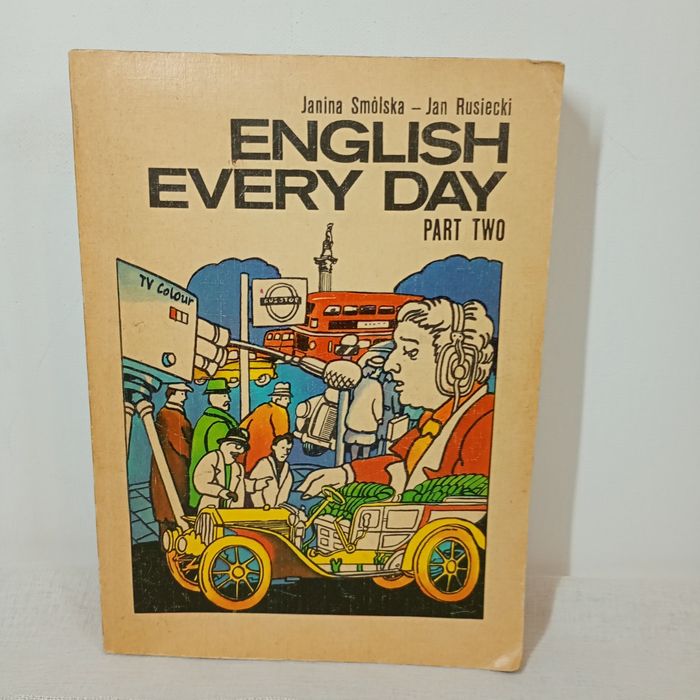 Janina Smólska – Jan Rusiecki
ENGLISH
EVERY DAY
PART TWO
TV Colour
BUS STOP